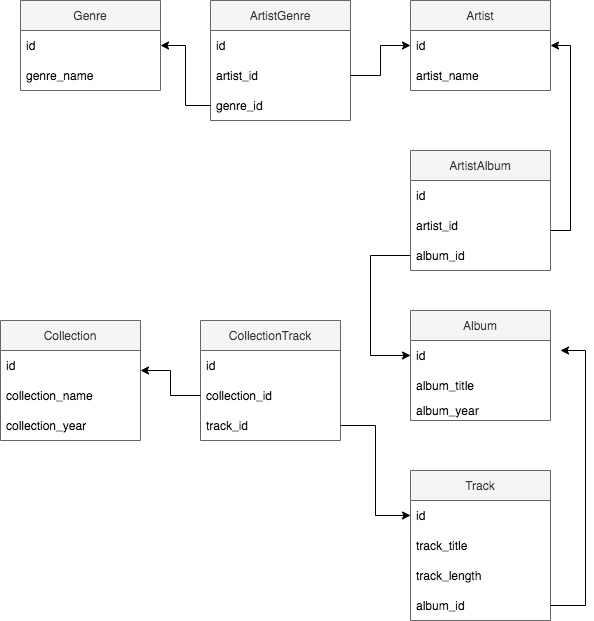 Genre
id
genre_name
ArtistGenre
id
artist_id
genre_id
Artist
id
artist_name
ArtistAlbum
id
artist_id
album_id
Collection
id
collection_name
collection_year
CollectionTrack
id
collection_id
track_id
Album
id
album_title
album_year
Track
id
track_title
track_length
album_id